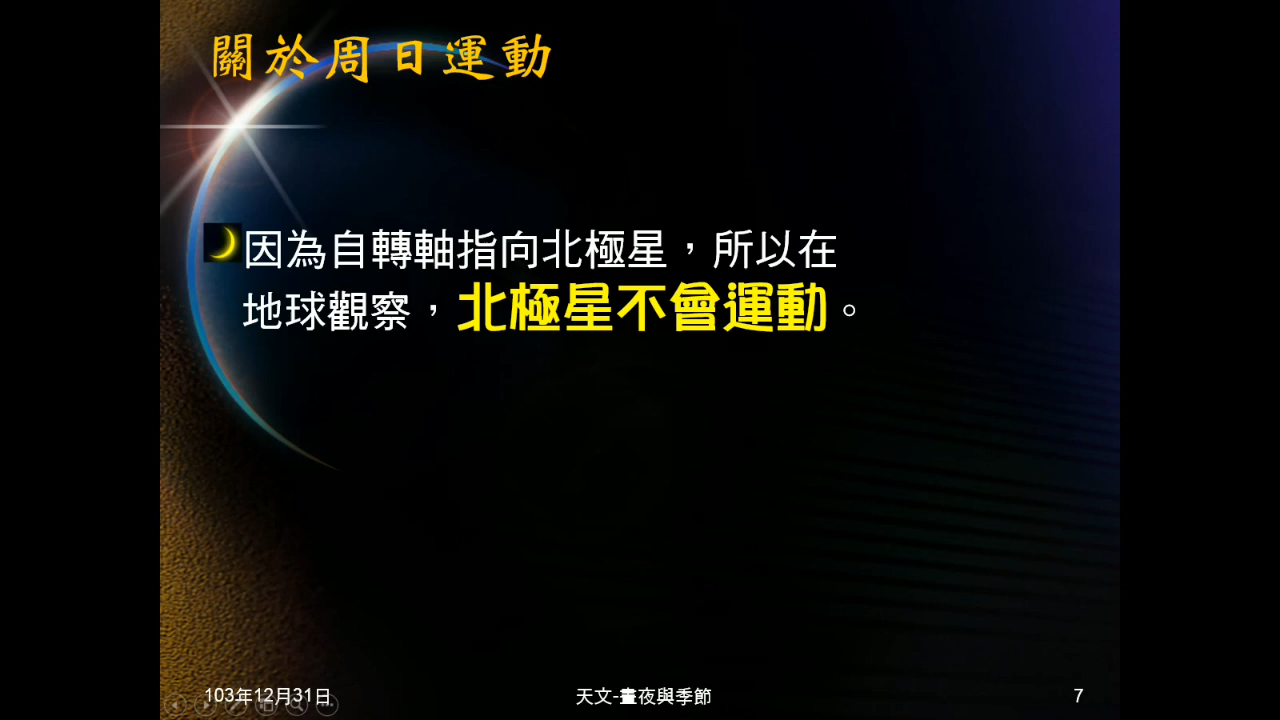 關於周日運動
因為自轉軸指向北極星，所以在
地球觀察，北極星不會運動。
103年12月31日
天文-晝夜與季節
7